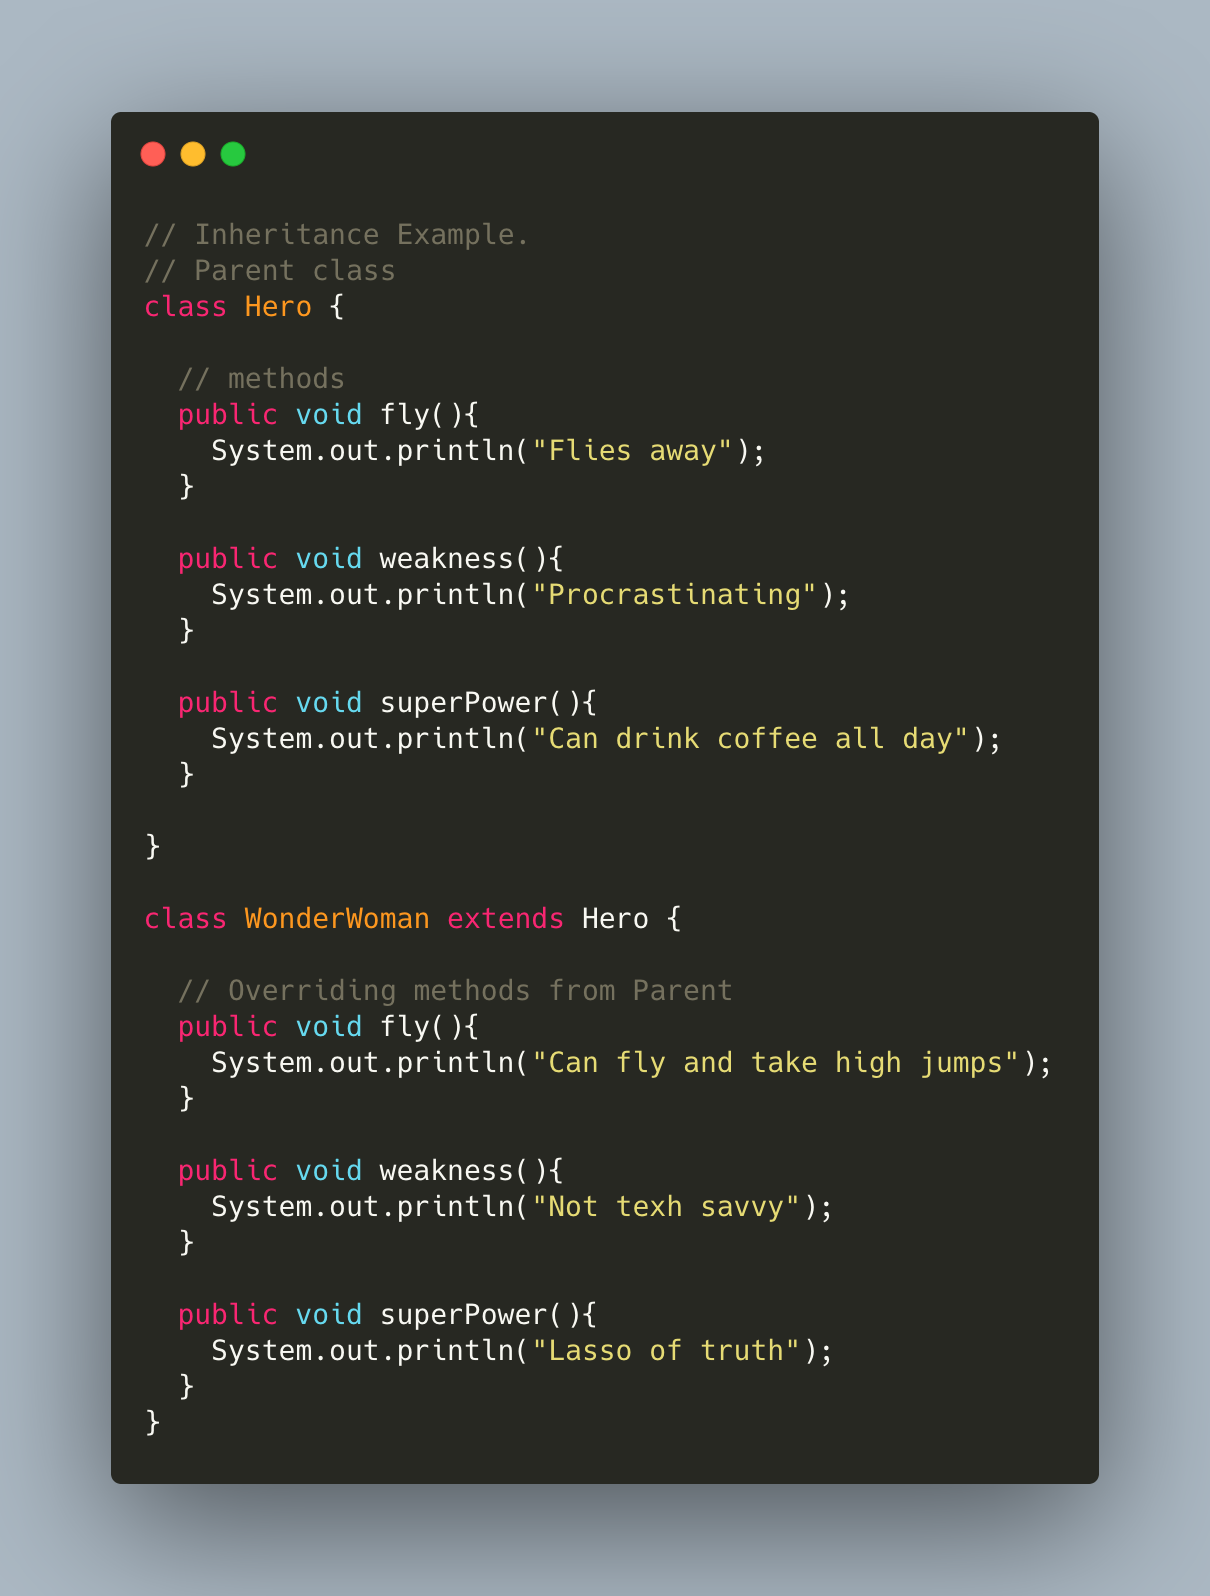 // Inheritance Example.
// Parent class
class Hero {
  // methods
  public void fly(){
    System.out.println("Flies away");
  }
  public void weakness(){
    System.out.println("Procrastinating");
  }
  public void superPower(){
    System.out.println("Can drink coffee all day");
  }
}
class WonderWoman extends Hero {
  // Overriding methods from Parent
  public void fly(){
    System.out.println("Can fly and take high jumps");
  }
  public void weakness(){
    System.out.println("Not texh savvy");
  }
  public void superPower(){
    System.out.println("Lasso of truth");
  }
}